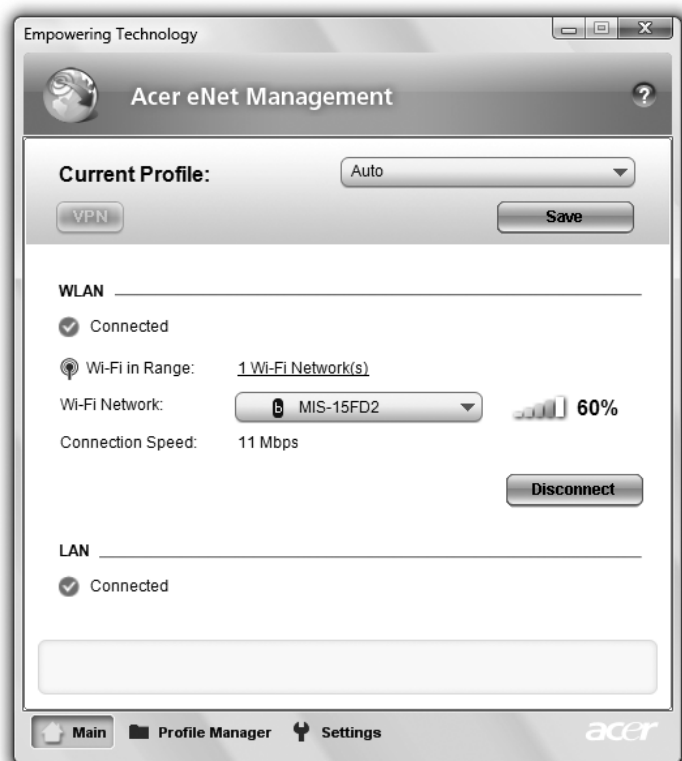 Empowering Technology
Acer eNet Management ?
Current Profile: Auto
VPN Save
WLAN
Connected
Wi-Fi in Range: 1 Wi-Fi Network(s)
Wi-Fi Network: b MIS-15FD2 60%
Connection Speed: 11 Mbps
Disconnect
LAN
Connected
Main Profile Manager Settings acer